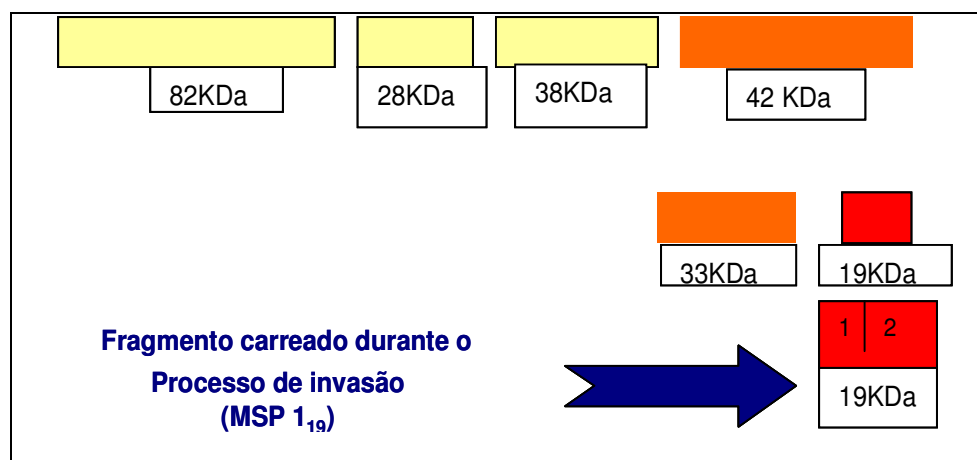 82KDa 28KDa 38KDa 42 KDa
33KDa 19KDa
1 2
Fragmento carreado durante o
Processo de invasão
(MSP 1₁₉)
19KDa